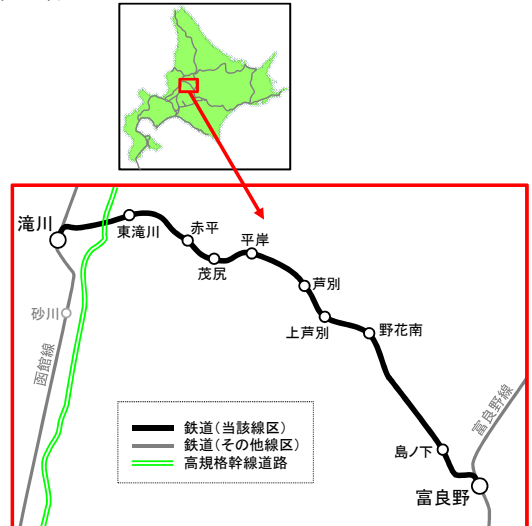 滝川
東滝川
赤平
茂尻
平岸
芦別
上芦別
野花南
砂川
函館線
富良野線
島ノ下
富良野
鉄道(当該線区)
鉄道(その他線区)
高規格幹線道路